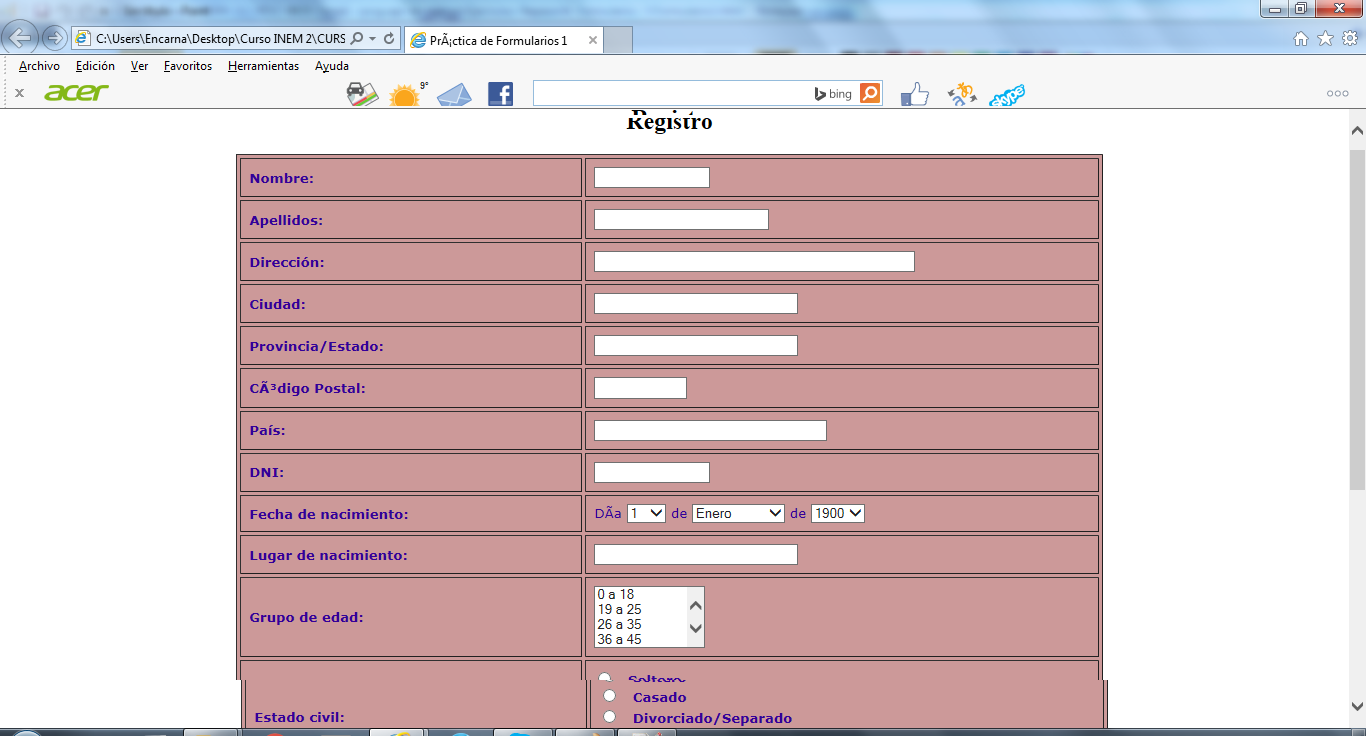 C:\Users\Encarna\Desktop\Curso INEM 2\CURS
PrÃ¡ctica de Formularios 1
Archivo Edición Ver Favoritos Herramientas Ayuda
x acer 9° bing skype
Registro
Nombre:
Apellidos:
Dirección:
Ciudad:
Provincia/Estado:
CÃ³digo Postal:
País:
DNI:
Fecha de nacimiento: DÃa 1 de Enero de 1900
Lugar de nacimiento:
Grupo de edad:
0 a 18
19 a 25
26 a 35
36 a 45
Estado civil:
Soltero
Casado
Divorciado/Separado